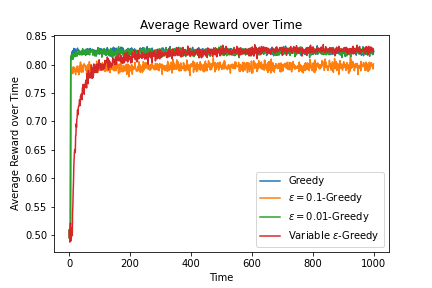 Average Reward over Time
Average Reward over Time
0.85
0.80
0.75
0.70
0.65
0.60
0.55
0.50
Greedy
ε = 0.1-Greedy
ε = 0.01-Greedy
Variable ε-Greedy
0 200 400 600 800 1000
Time